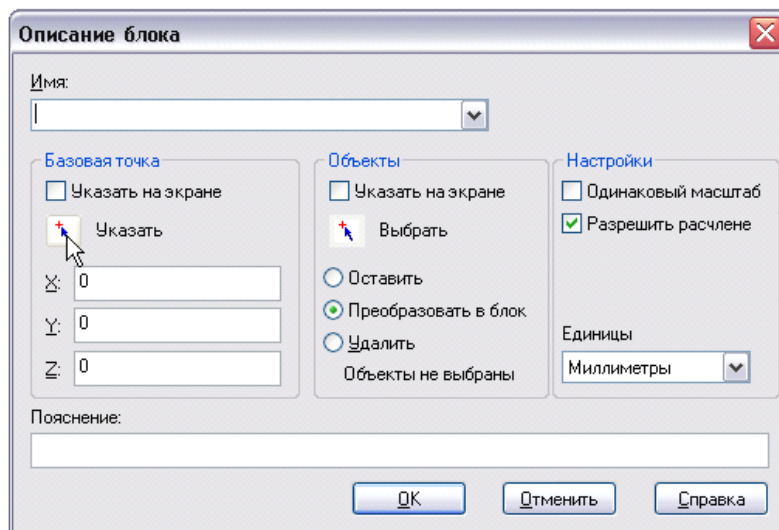 Описание блока
Имя:
Базовая точка
Указать на экране
Указать
X: 0
Y: 0
Z: 0
Объекты
Указать на экране
Выбрать
Оставить
Преобразовать в блок
Удалить
Объекты не выбраны
Настройки
Одинаковый масштаб
Разрешить расчлене
Единицы
Миллиметры
Пояснение:
OK Отменить Справка